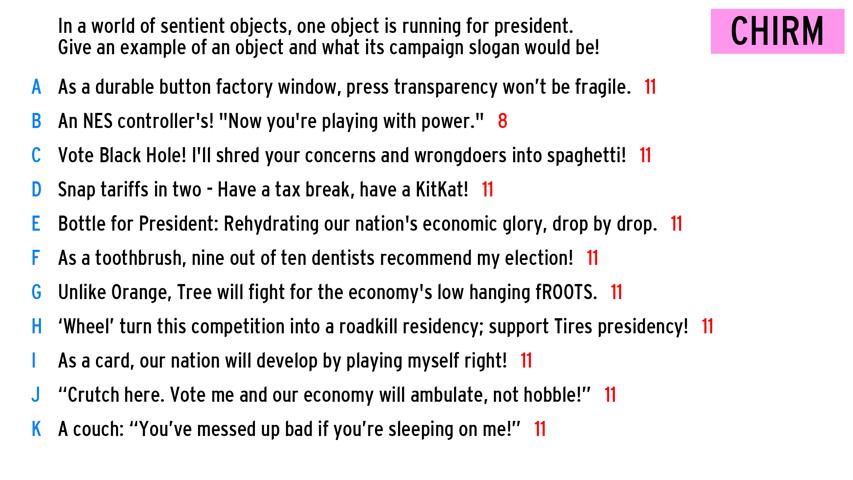 In a world of sentient objects, one object is running for president.
Give an example of an object and what its campaign slogan would be!
CHIRM
A As a durable button factory window, press transparency won’t be fragile. 11
B An NES controller's! "Now you're playing with power." 8
C Vote Black Hole! I'll shred your concerns and wrongdoers into spaghetti! 11
D Snap tariffs in two - Have a tax break, have a KitKat! 11
E Bottle for President: Rehydrating our nation's economic glory, drop by drop. 11
F As a toothbrush, nine out of ten dentists recommend my election! 11
G Unlike Orange, Tree will fight for the economy's low hanging fROOTS. 11
H ‘Wheel’ turn this competition into a roadkill residency; support Tires presidency! 11
I As a card, our nation will develop by playing myself right! 11
J “Crutch here. Vote me and our economy will ambulate, not hobble!” 11
K A couch: “You’ve messed up bad if you’re sleeping on me!” 11